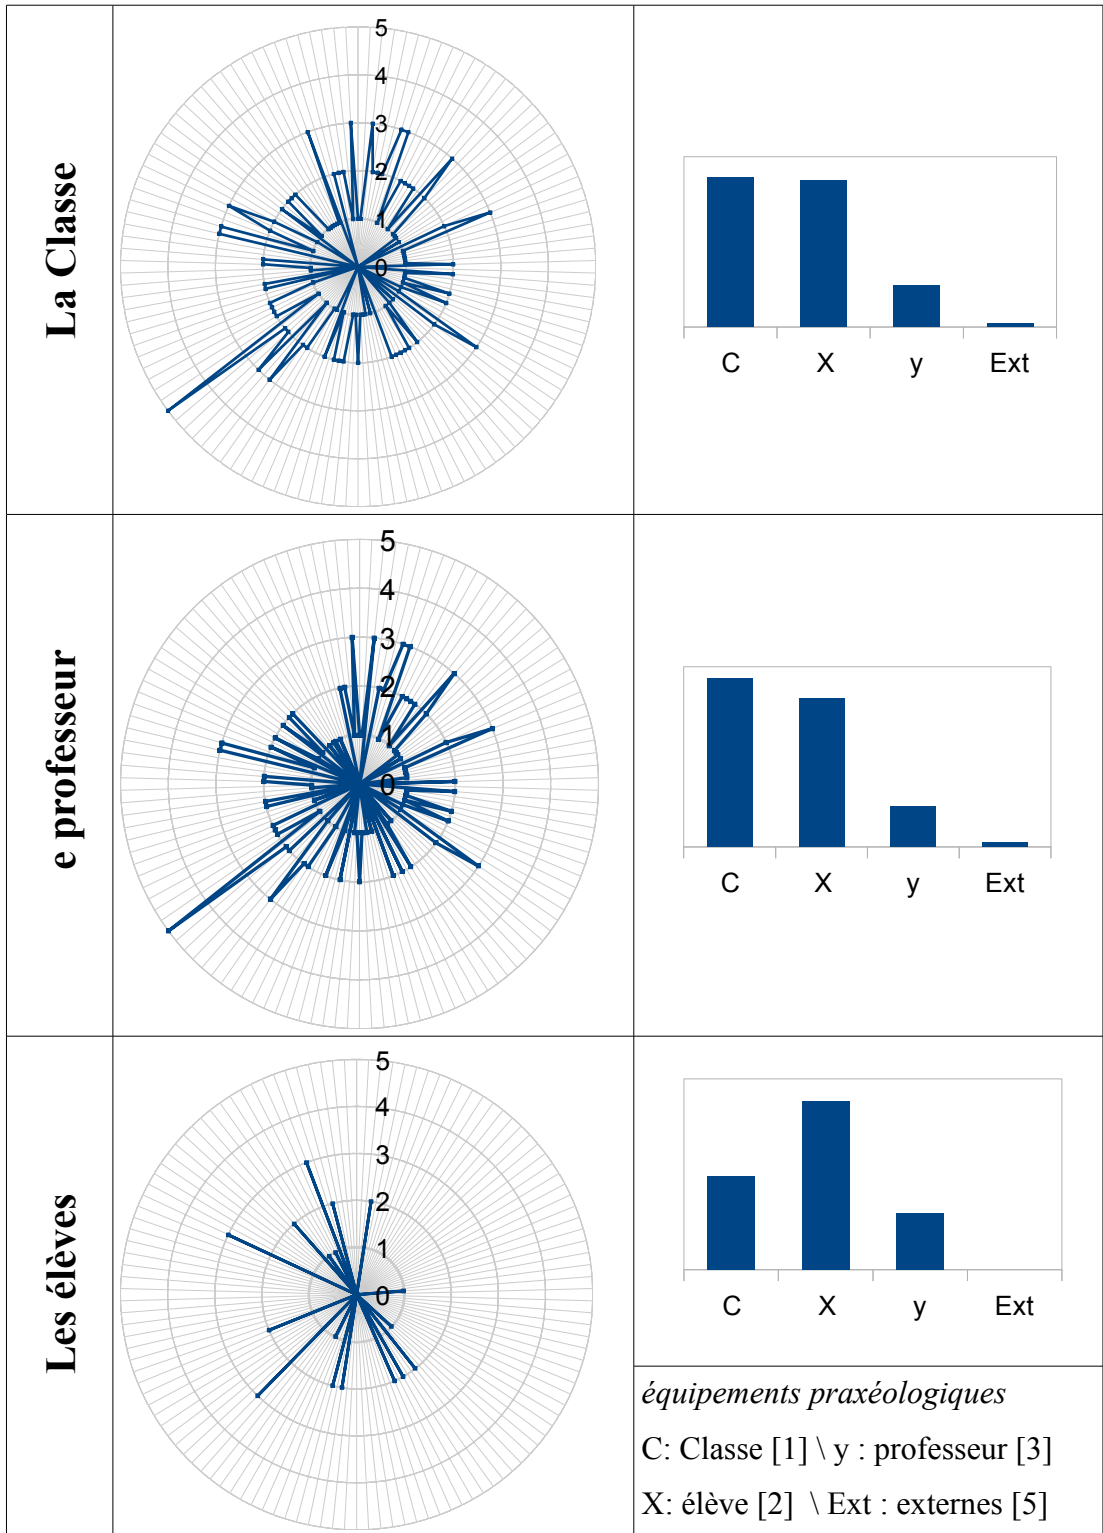 La Classe
5
4
3
2
1
0
C X y Ext
e professeur
5
4
3
2
1
0
C X y Ext
Les élèves
5
4
3
2
1
0
C X y Ext
équipements praxéologiques
C: Classe [1] \ y : professeur [3]
X: élève [2] \ Ext : externes [5]